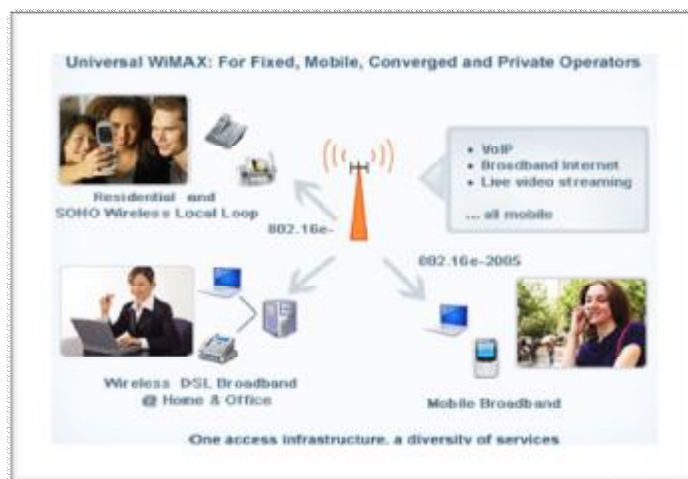 Universal WiMAX: For Fixed, Mobile, Converged and Private Operators
• VoIP
• Broadband Internet
• Live video streaming
... all mobile
Residential and
SOHO Wireless Local Loop
802.16e-
802.16e-2005
Wireless DSL Broadband
@ Home & Office
Mobile Broadband
One access infrastructure, a diversity of services